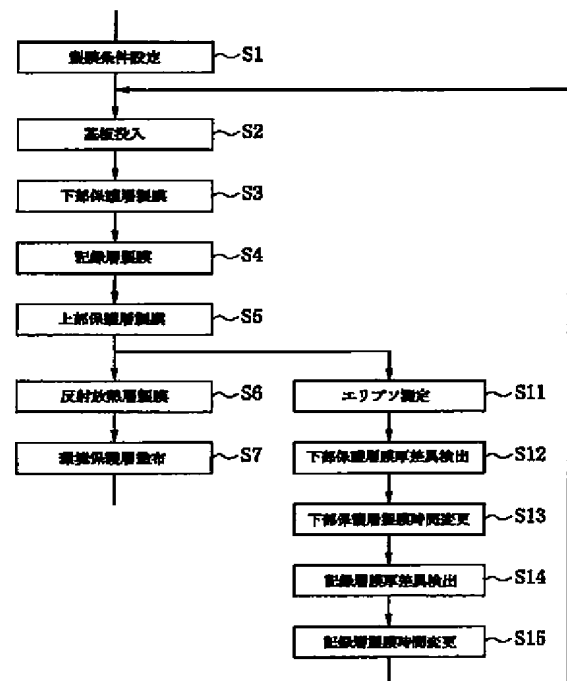 製膜条件設定 S1
基板投入 S2
下部保護層製膜 S3
記録層製膜 S4
上部保護層製膜 S5
反射放熱層製膜 S6
環境保護層塗布 S7
エリプソ測定 S11
下部保護層膜厚差異検出 S12
下部保護層製膜時間変更 S13
記録層膜厚差異検出 S14
記録層製膜時間変更 S15